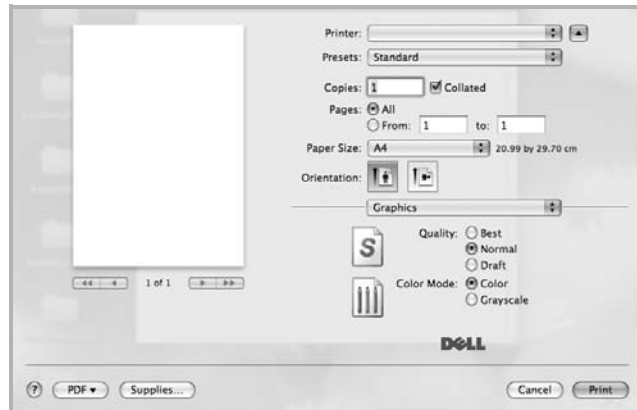 Printer:
Presets: Standard
Copies: 1 Collated
Pages: All
From: 1 to: 1
Paper Size: A4 20.99 by 29.70 cm
Orientation:
Graphics
S
Quality: Best
Normal
Draft
Color Mode: Color
Grayscale
1 of 1
DELL
? PDF Supplies... Cancel Print